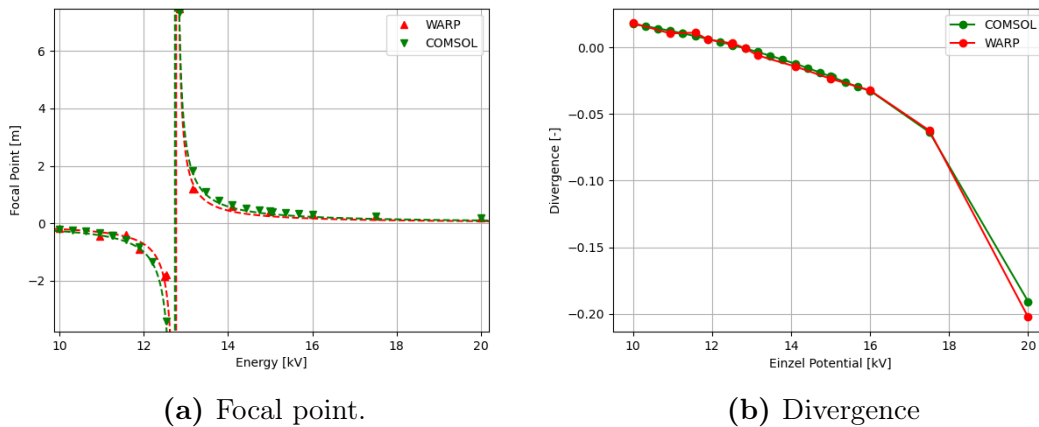 6
4
2
0
−2
10
12
14
16
18
20
Focal Point [m]
Energy [kV]
WARP
COMSOL
(a) Focal point.
0.00
−0.05
−0.10
−0.15
−0.20
10
12
14
16
18
20
Divergence [-]
Einzel Potential [kV]
COMSOL
WARP
(b) Divergence